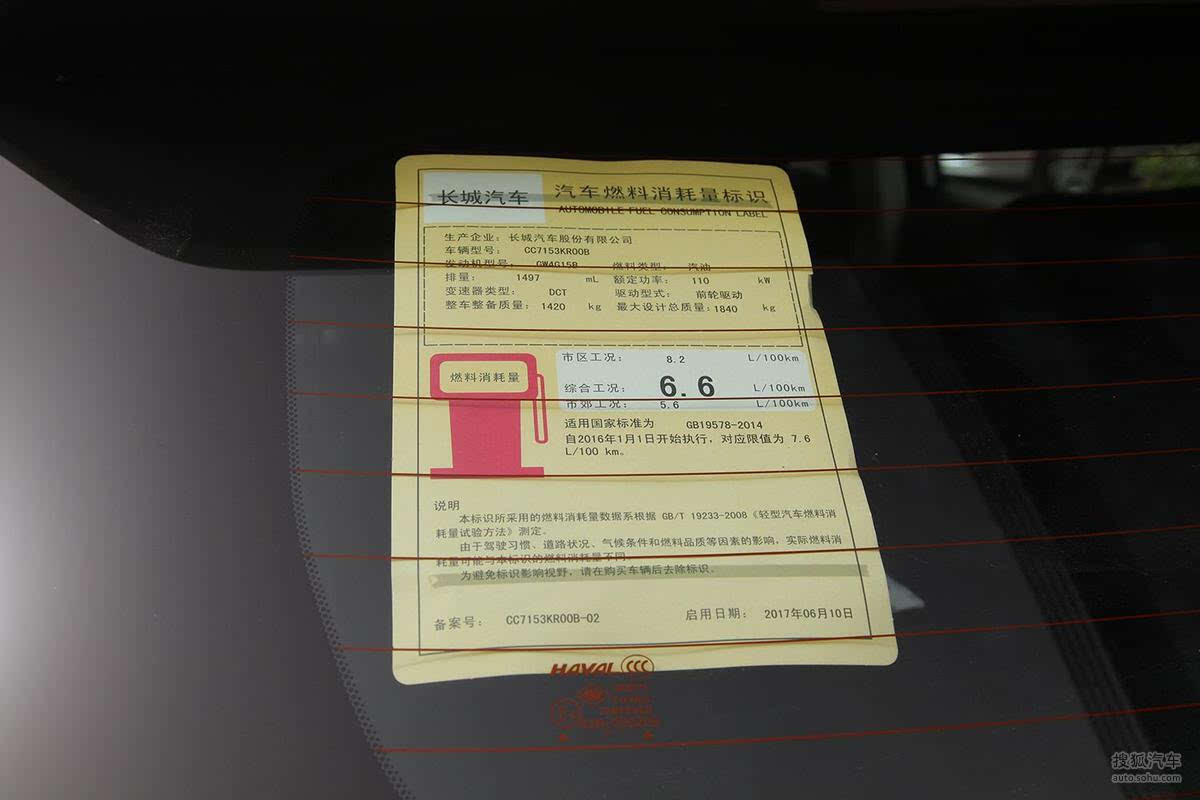 长城汽车 汽车燃料消耗量标识
AUTOMOBILE FUEL CONSUMPTION LABEL
生产企业: 长城汽车股份有限公司
车辆型号: CC7153KR00B
发动机型号: GW4G15B 燃料类型: 汽油
排量: 1497 mL 额定功率: 110 kW
变速器类型: DCT 驱动型式: 前轮驱动
整车整备质量: 1420 kg 最大设计总质量: 1840 kg
燃料消耗量
市区工况: 8.2 L/100km
综合工况: 6.6 L/100km
市郊工况: 5.6 L/100km
适用国家标准为 GB19578-2014
自2016年1月1日开始执行，对应限值为 7.6
L/100 km。
说明
本标识所采用的燃料消耗量数据系根据 GB/T 19233-2008《轻型汽车燃料消
耗量试验方法》测定。
由于驾驶习惯、道路状况、气候条件和燃料品质等因素的影响，实际燃料消
耗量可能与本标识的燃料消耗量不同。
为避免标识影响视野，请在购买车辆后去除标识.
备案号: CC7153KR00B-02 启用日期: 2017年06月10日
HAVAL
搜狐汽车
auto.sohu.com